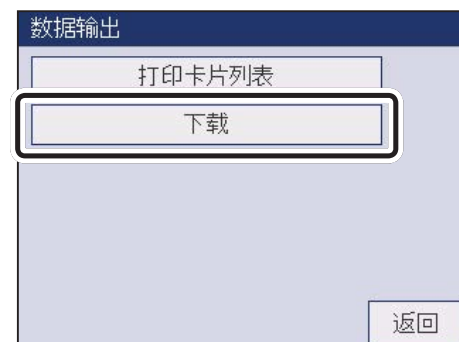 数据输出
打印卡片列表
下载
返回